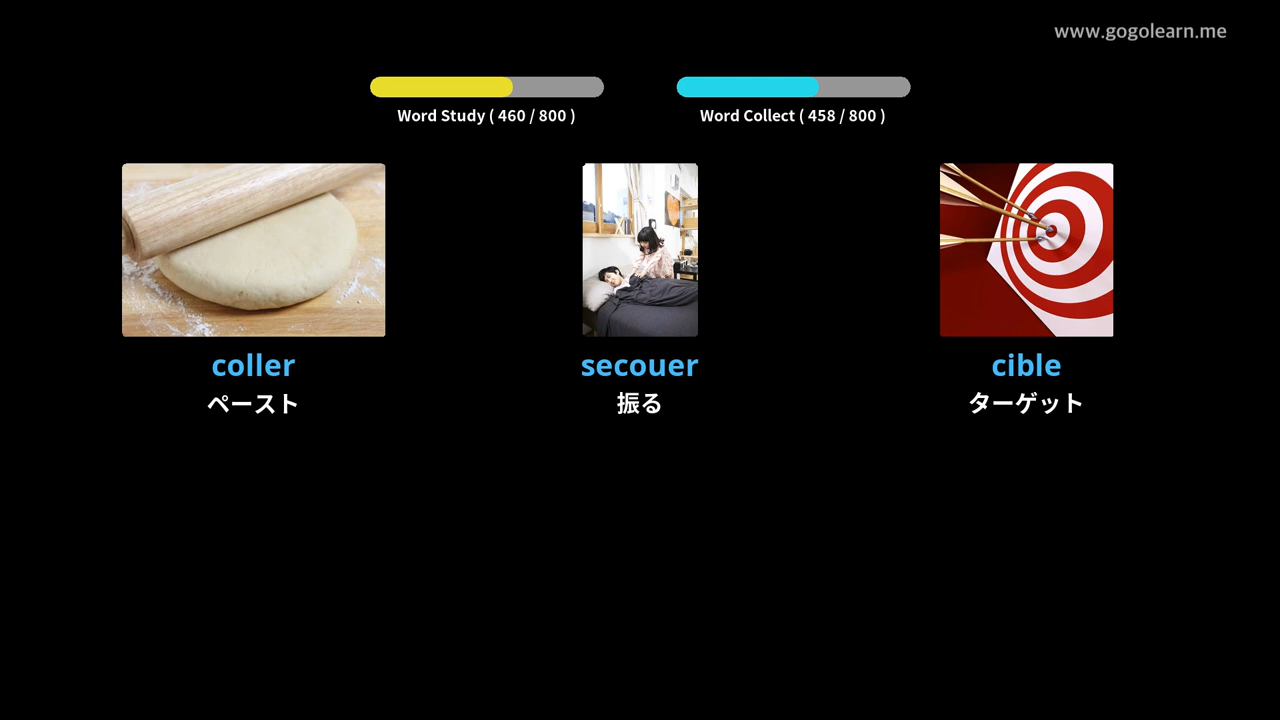 www.gogolearn.me
Word Study ( 460 / 800 )
Word Collect ( 458 / 800 )
coller
secouer
cible
ペースト
振る
ターゲット